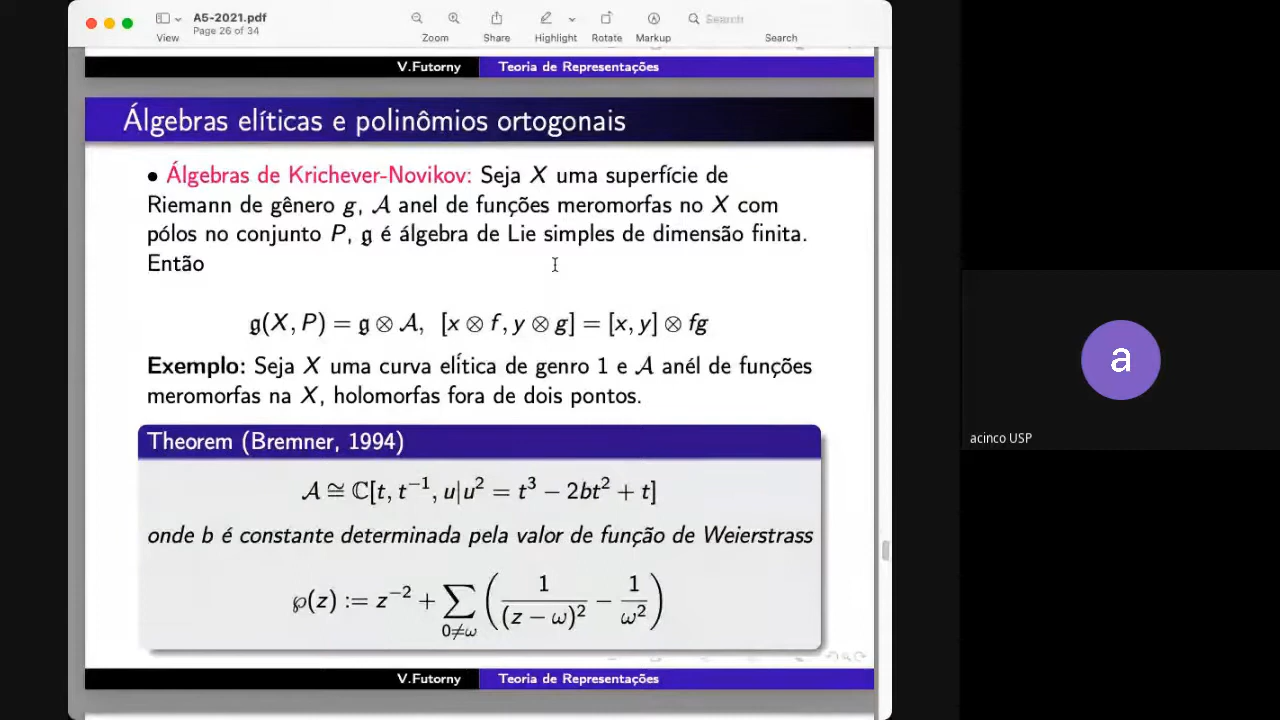 A5-2021.pdf
Page 26 of 34
View
Zoom
Share
Highlight
Rotate
Markup
Search
Search
V.Futorny Teoria de Representações
Álgebras elíticas e polinômios ortogonais
• Álgebras de Krichever-Novikov: Seja X uma superfície de
Riemann de gênero g, 𝒜 anel de funções meromorfas no X com
pólos no conjunto P, 𝔤 é álgebra de Lie simples de dimensão finita.
Então
𝔤(X, P) = 𝔤 ⊗ 𝒜, [x ⊗ f, y ⊗ g] = [x, y] ⊗ fg
Exemplo: Seja X uma curva elítica de genro 1 e 𝒜 anél de funções
meromorfas na X, holomorfas fora de dois pontos.
Theorem (Bremner, 1994)
𝒜 ≅ ℂ[t, t⁻¹, u|u² = t³ − 2bt² + t]
onde b é constante determinada pela valor de função de Weierstrass
℘(z) := z⁻² + ∑_{0≠ω} (1/(z − ω)² − 1/ω²)
V.Futorny Teoria de Representações
a
acinco USP